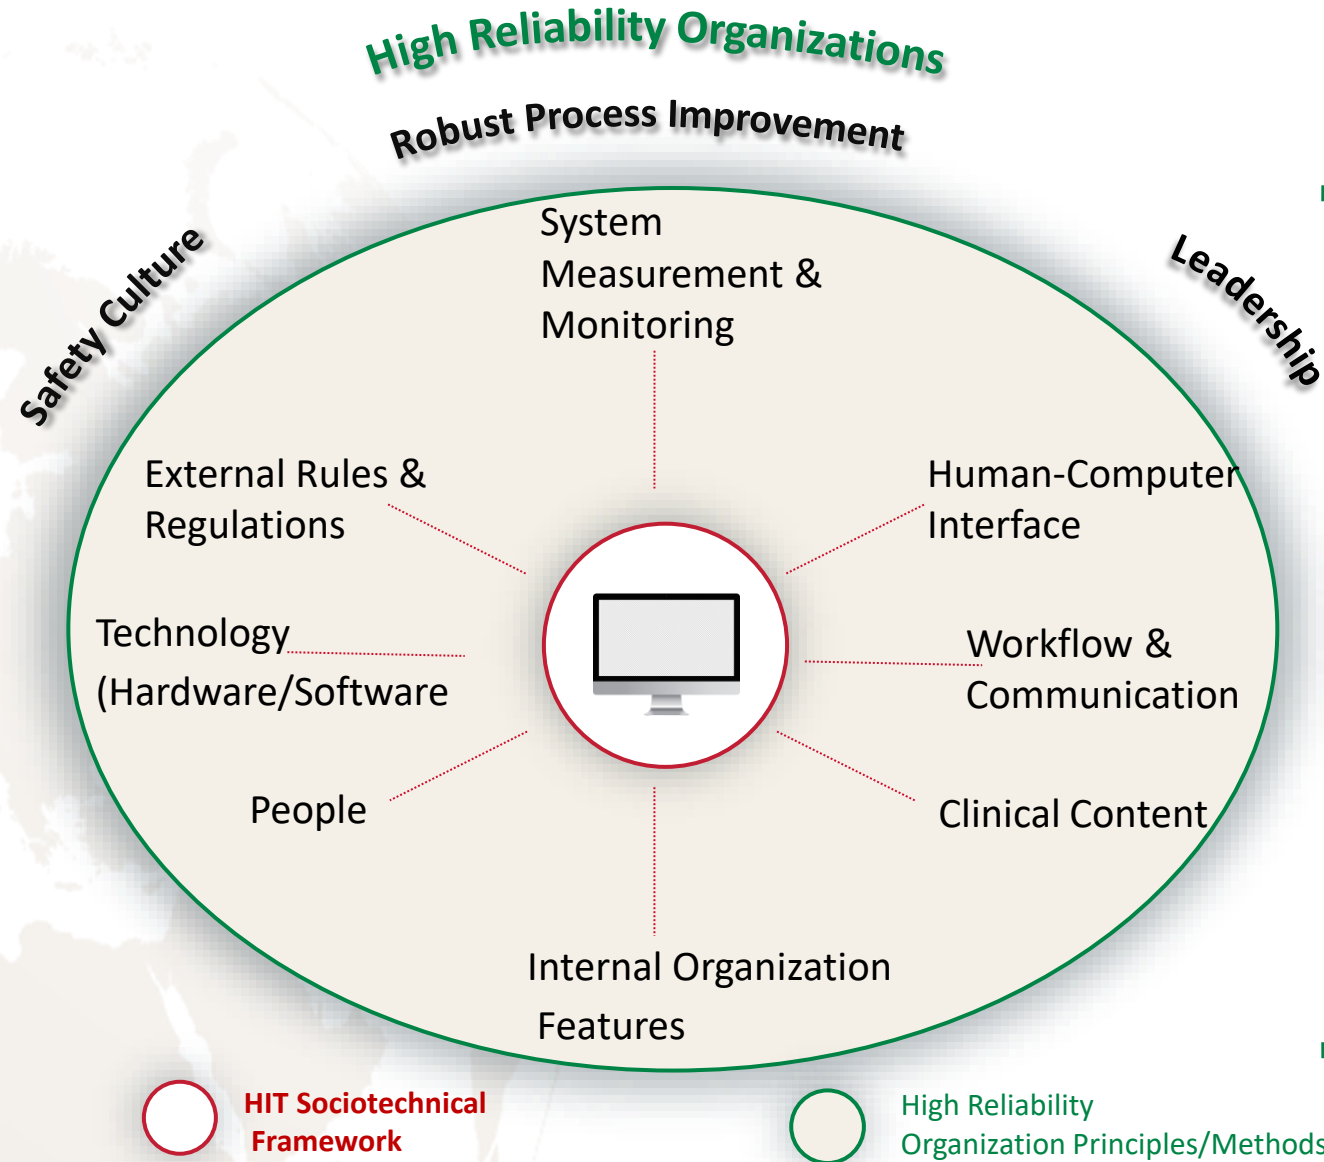 High Reliability Organizations
Robust Process Improvement
Safety Culture
Leadership
System
Measurement &
Monitoring
External Rules &
Regulations
Human-Computer
Interface
Technology
(Hardware/Software
Workflow &
Communication
People
Clinical Content
Internal Organization
Features
HIT Sociotechnical
Framework
High Reliability
Organization Principles/Methods